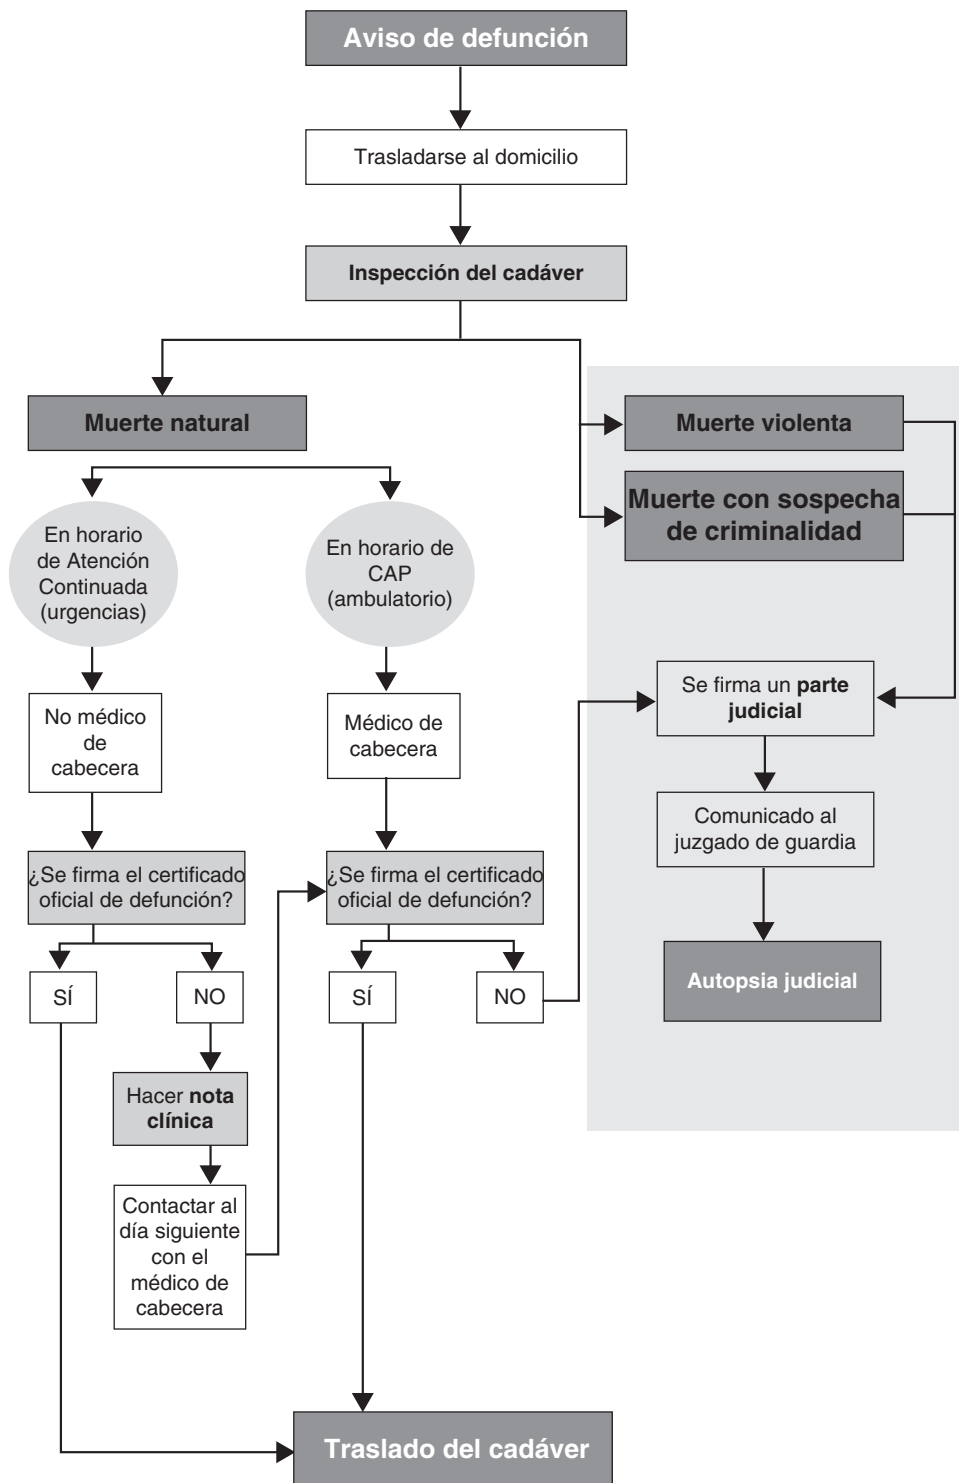 Aviso de defunción
Trasladarse al domicilio
Inspección del cadáver
Muerte natural
Muerte violenta
Muerte con sospecha
de criminalidad
En horario
de Atención
Continuada
(urgencias)
En horario de
CAP
(ambulatorio)
No médico
de
cabecera
Médico de
cabecera
Se firma un parte
judicial
Comunicado al
juzgado de guardia
¿Se firma el certificado
oficial de defunción?
¿Se firma el certificado
oficial de defunción?
Autopsia judicial
SÍ
NO
SÍ
NO
Hacer nota
clínica
Contactar al
día siguiente
con el
médico de
cabecera
Traslado del cadáver